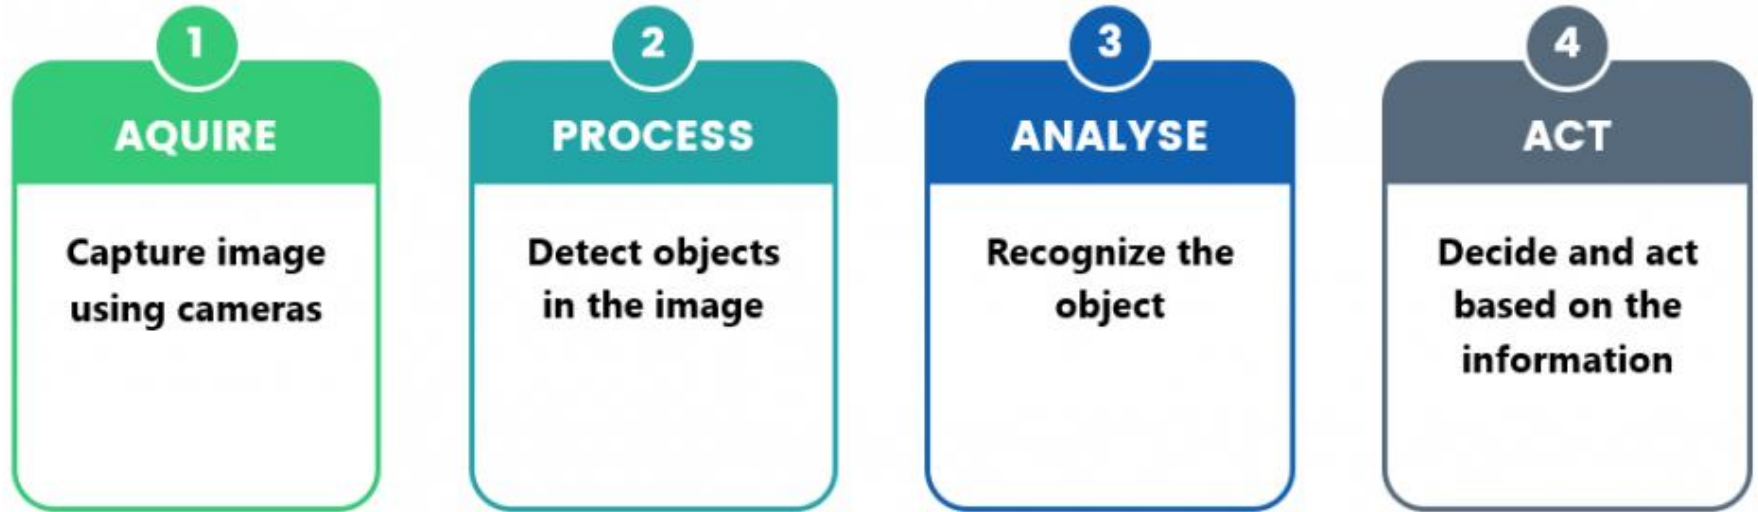 1
AQUIRE
Capture image
using cameras
2
PROCESS
Detect objects
in the image
3
ANALYSE
Recognize the
object
4
ACT
Decide and act
based on the
information